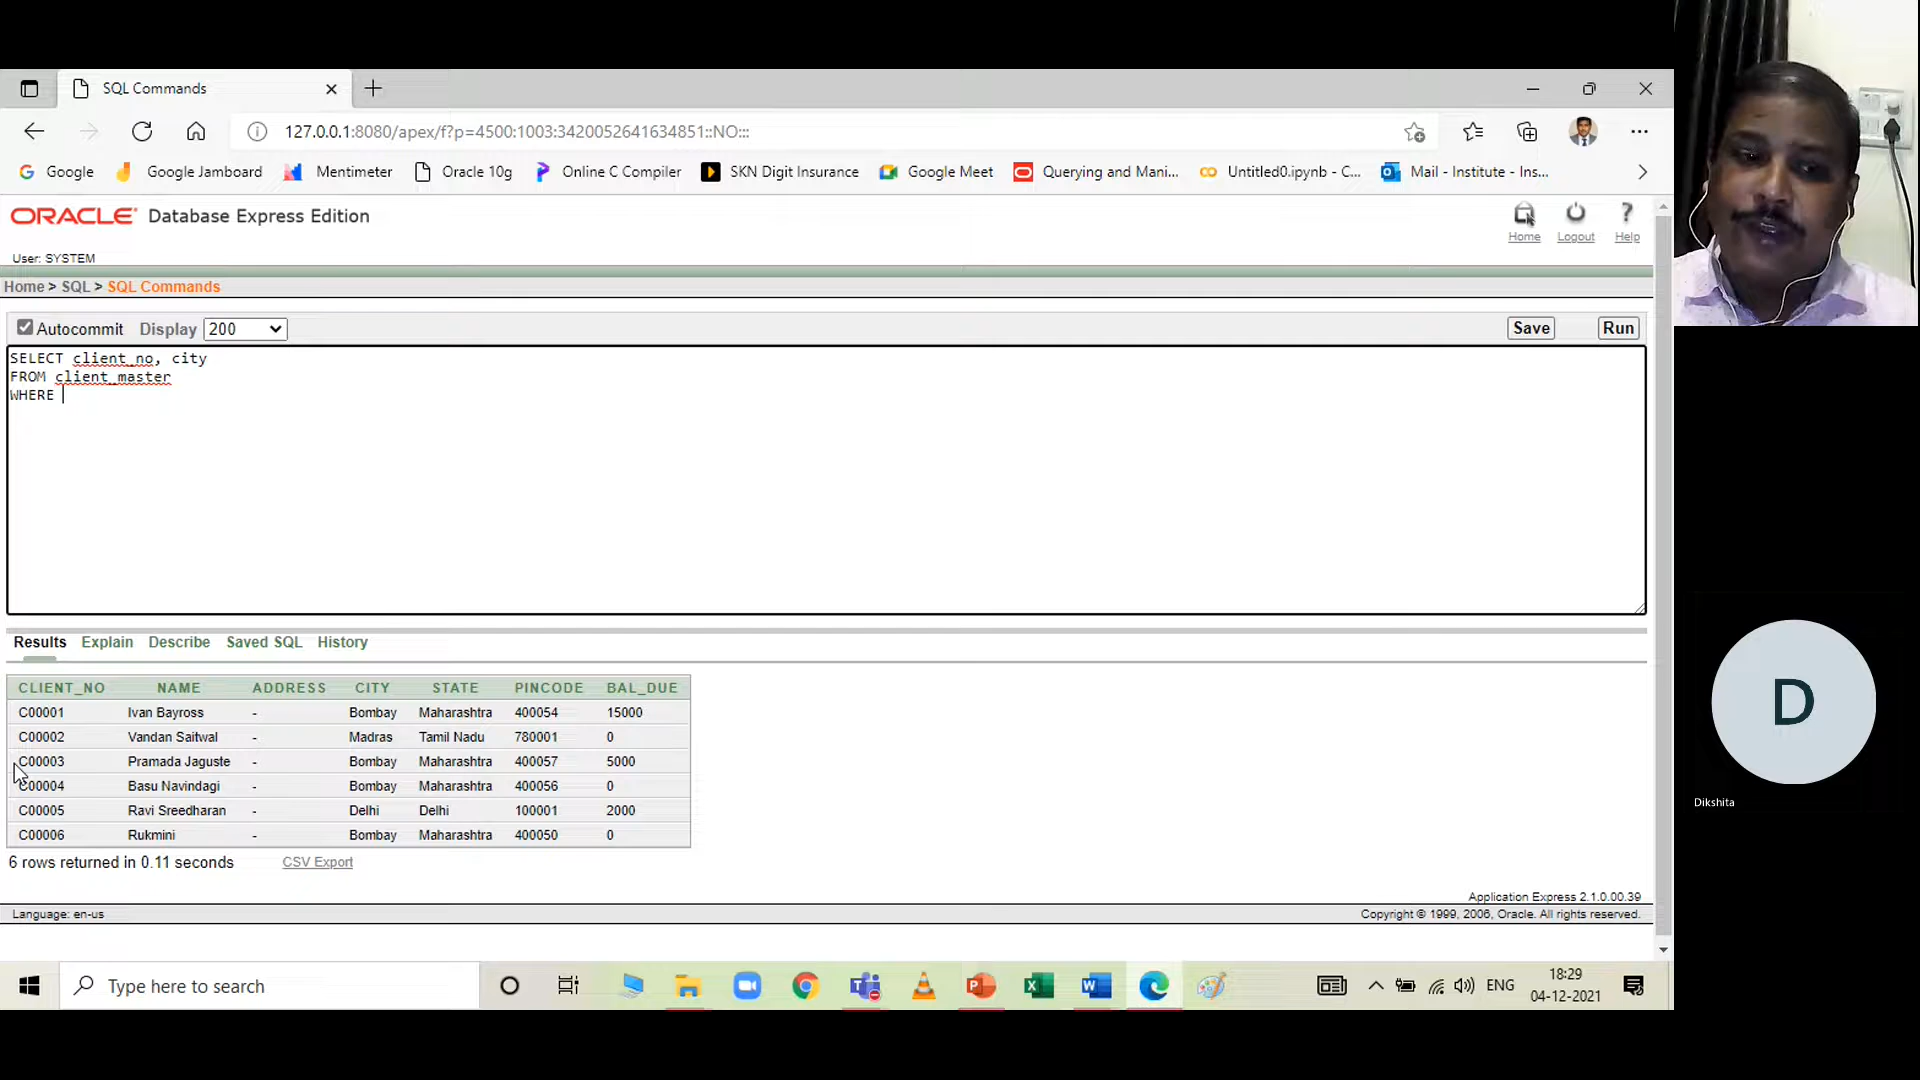 SQL Commands
127.0.0.1:8080/apex/f?p=4500:1003:3420052641634851::NO:::
Google Google Jamboard Mentimeter Oracle 10g Online C Compiler SKN Digit Insurance Google Meet Querying and Mani... Untitled0.ipynb - C... Mail - Institute - Ins...
ORACLE Database Express Edition
Home Logout Help
User: SYSTEM
Home > SQL > SQL Commands
Autocommit Display 200 Save Run
SELECT client_no, city
FROM client_master
WHERE
Results Explain Describe Saved SQL History
CLIENT_NO NAME ADDRESS CITY STATE PINCODE BAL_DUE
C00001 Ivan Bayross - Bombay Maharashtra 400054 15000
C00002 Vandan Saitwal - Madras Tamil Nadu 780001 0
C00003 Pramada Jaguste - Bombay Maharashtra 400057 5000
C00004 Basu Navindagi - Bombay Maharashtra 400056 0
C00005 Ravi Sreedharan - Delhi Delhi 100001 2000
C00006 Rukmini - Bombay Maharashtra 400050 0
6 rows returned in 0.11 seconds CSV Export
Application Express 2.1.0.00.39
Language: en-us Copyright © 1999, 2006, Oracle. All rights reserved.
D
Dikshita
Type here to search
ENG
18:29
04-12-2021